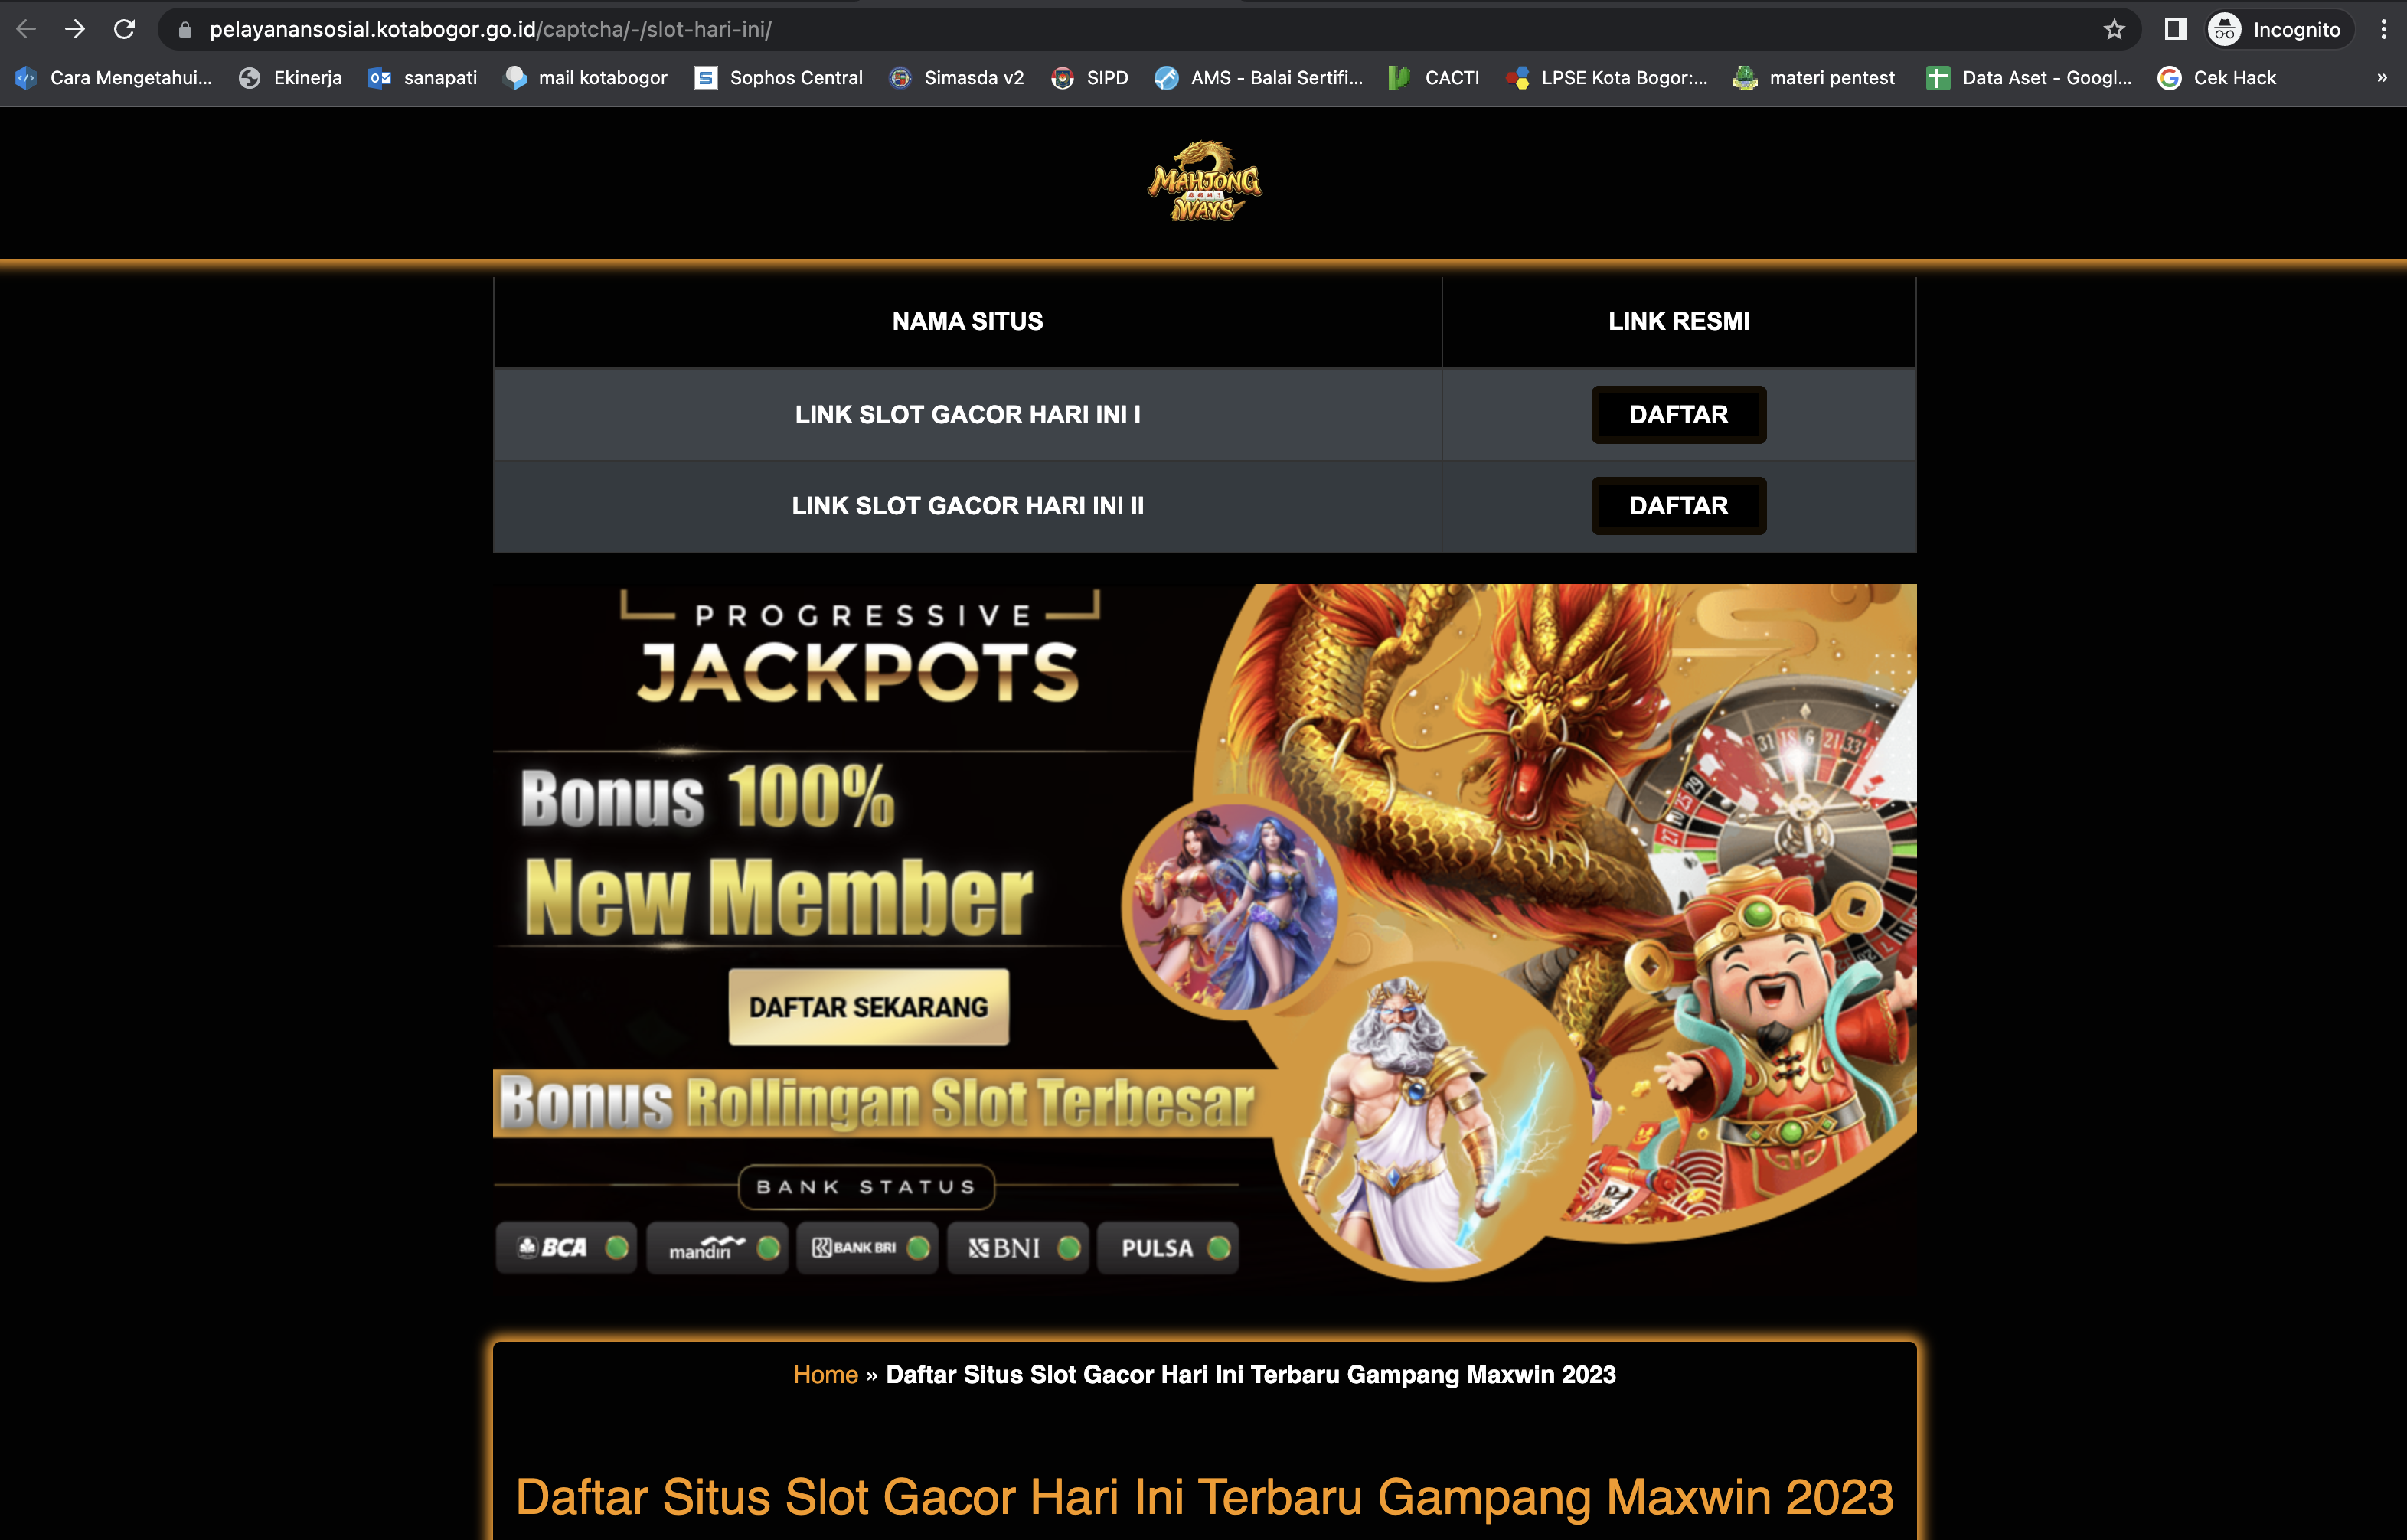 pelayanansosial.kotabogor.go.id/captcha/-/slot-hari-ini/
Incognito
Cara Mengetahui...
Ekinerja
sanapati
mail kotabogor
Sophos Central
Simasda v2
SIPD
AMS - Balai Sertifi...
CACTI
LPSE Kota Bogor:...
materi pentest
Data Aset - Googl...
Cek Hack
»
MAHJONG
WAYS
NAMA SITUS
LINK RESMI
LINK SLOT GACOR HARI INI I
DAFTAR
LINK SLOT GACOR HARI INI II
DAFTAR
PROGRESSIVE
JACKPOTS
Bonus 100%
New Member
DAFTAR SEKARANG
Bonus Rollingan Slot Terbesar
BANK STATUS
BCA
mandiri
BANK BRI
BNI
PULSA
Home » Daftar Situs Slot Gacor Hari Ini Terbaru Gampang Maxwin 2023
Daftar Situs Slot Gacor Hari Ini Terbaru Gampang Maxwin 2023